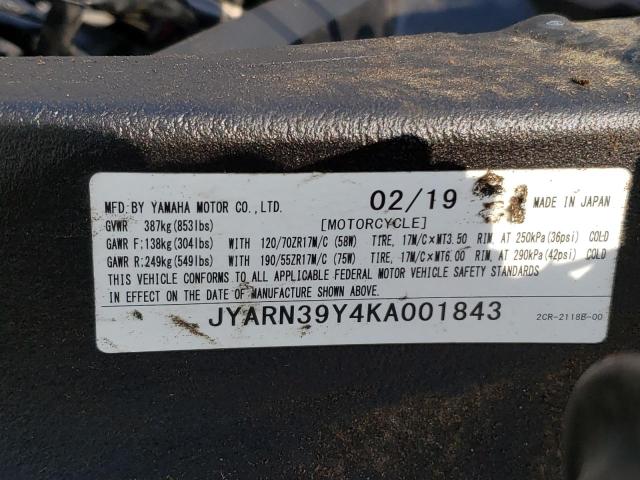 MFD.BY YAMAHA MOTOR CO.,LTD. 02/19 MADE IN JAPAN
GVWR 387kg(853lbs) [MOTORCYCLE]
GAWR F:138kg(304lbs) WITH 120/70ZR17M/C (58W) TIRE, 17M/C×MT3.50 RIM, AT 250kPa(36psi) COLD
GAWR R:249kg(549lbs) WITH 190/55ZR17M/C (75W) TIRE, 17M/C×MT6.00 RIM, AT 290kPa(42psi) COLD
THIS VEHICLE CONFORMS TO ALL APPLICABLE FEDERAL MOTOR VEHICLE SAFETY STANDARDS
IN EFFECT ON THE DATE OF MANUFACTURE SHOWN ABOVE.
JYARN39Y4KA001843 2CR-2118B-00